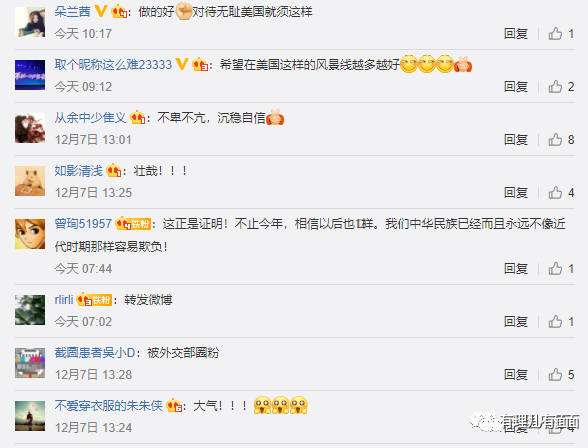 朵兰茜：做的好对待无耻美国就须这样
今天 10:17 回复 1
取个昵称这么难23333：希望在美国这样的风景线越多越好
今天 09:12 回复 2
从余中少隹义：不卑不亢，沉稳自信
12月7日 13:01 回复 8
如影清浅：壮哉！！！
12月7日 13:25 回复 4
曾珣51957 铁粉：这正是证明！不止今年，相信以后也样。我们中华民族已经而且永远不像近
代时期那样容易欺负！
今天 07:44 回复 1
rlirli 铁粉：转发微博
今天 07:02 回复 1
截圆患者吳小D：被外交部圈粉
12月7日 13:28 回复 5
不爱穿衣服的朱朱侠：大气！！！
12月7日 13:24 回复 4
有理儿有面